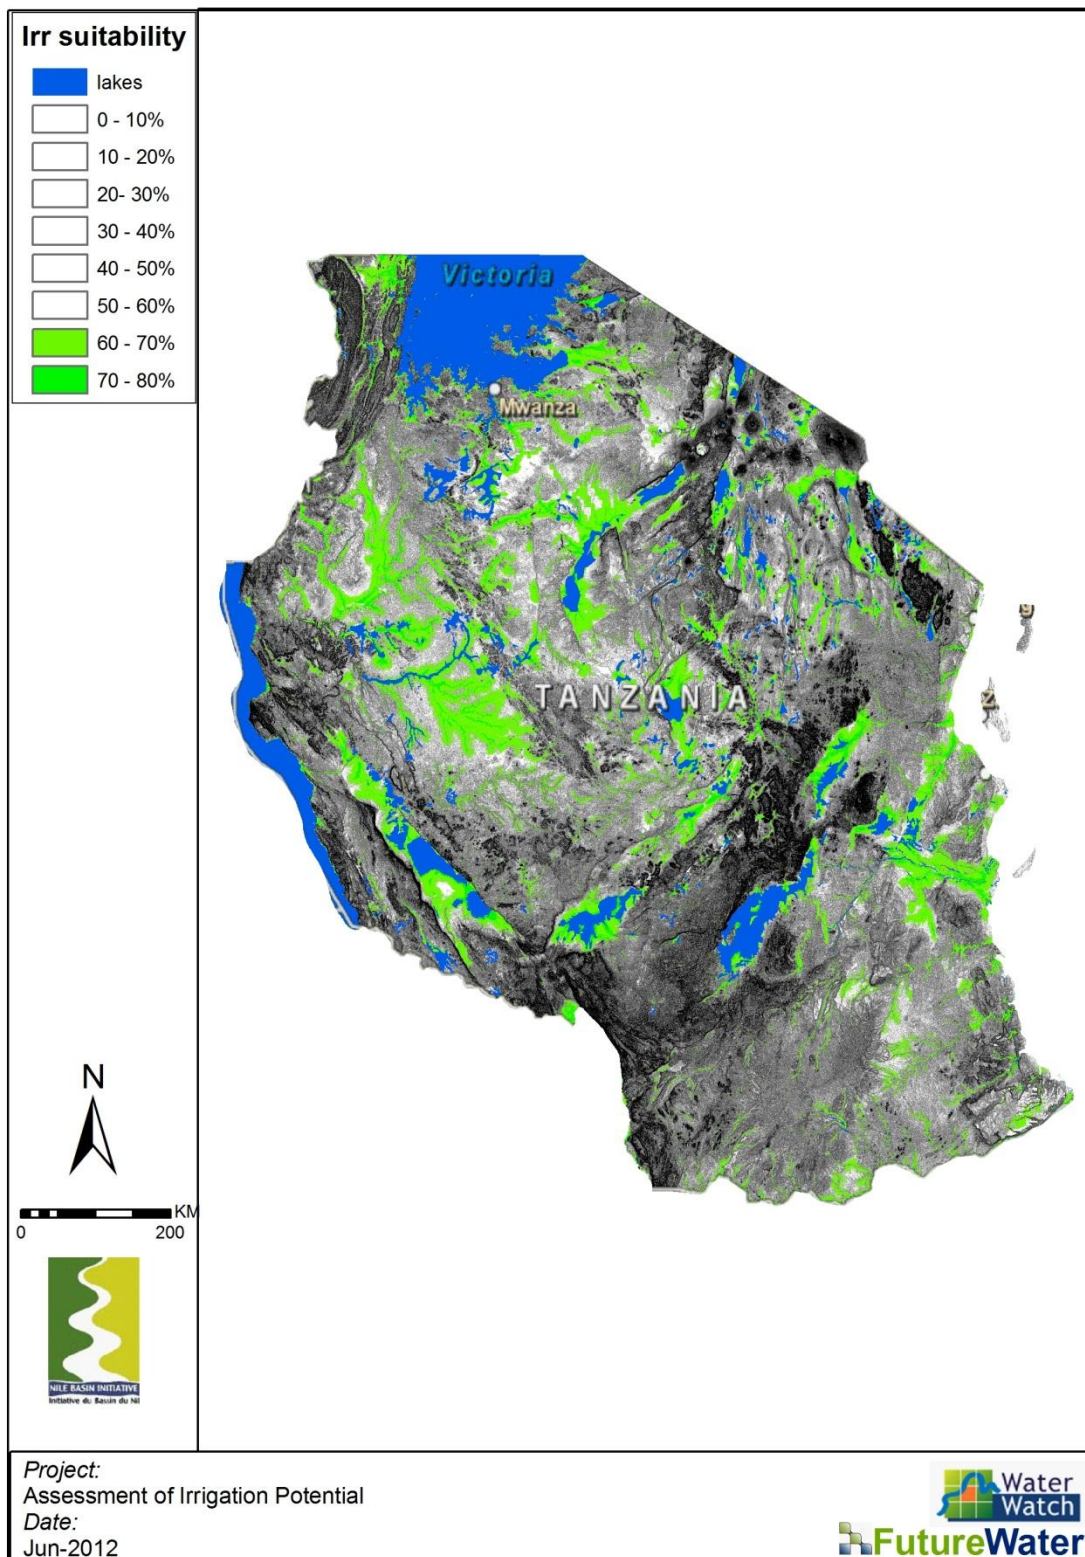 Irr suitability
lakes
0 - 10%
10 - 20%
20- 30%
30 - 40%
40 - 50%
50 - 60%
60 - 70%
70 - 80%
Victoria
Mwanza
TANZANIA
N
KM
0 200
NILE BASIN INITIATIVE
Initiative du Bassin du Nil
Project:
Assessment of Irrigation Potential
Date:
Jun-2012
Water
Watch
FutureWater